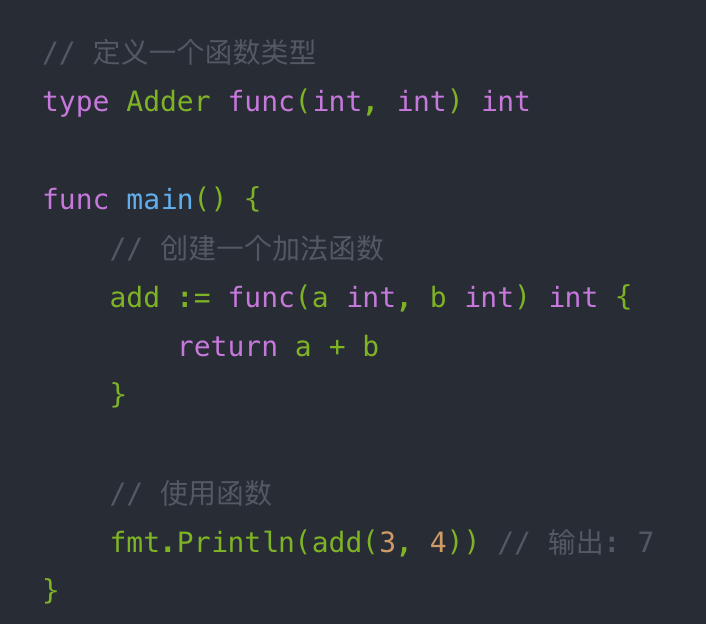 // 定义一个函数类型
type Adder func(int, int) int
func main() {
    // 创建一个加法函数
    add := func(a int, b int) int {
        return a + b
    }
    // 使用函数
    fmt.Println(add(3, 4)) // 输出: 7
}